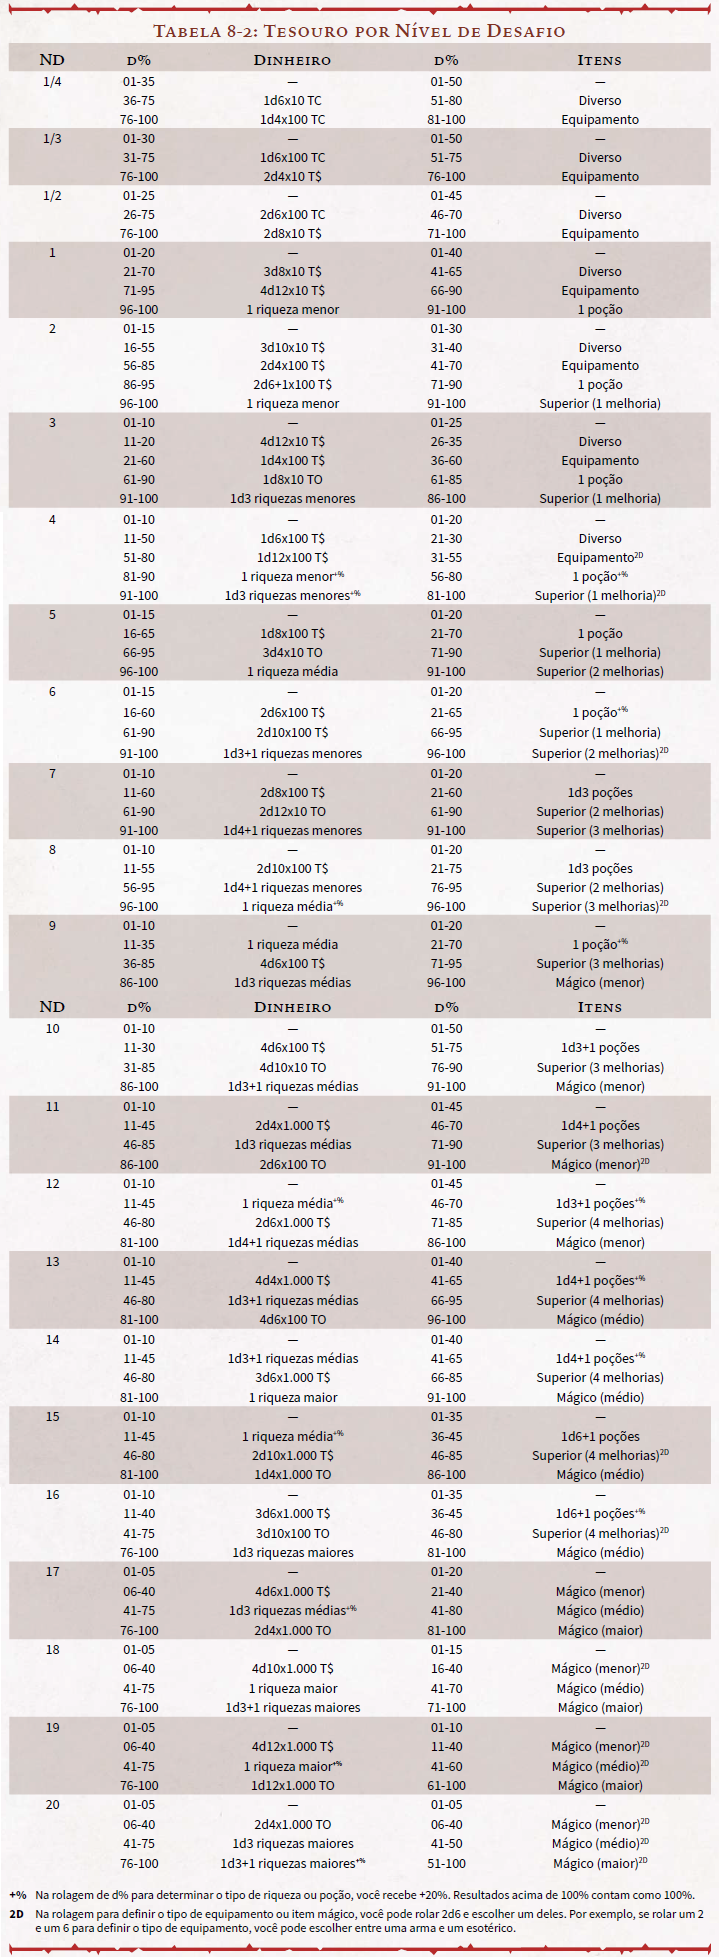 Tabela 8-2: Tesouro por Nível de Desafio
ND d% Dinheiro d% Itens
1/4 01-35 — 01-50 —
36-75 1d6x10 TC 51-80 Diverso
76-100 1d4x100 TC 81-100 Equipamento
1/3 01-30 — 01-50 —
31-75 1d6x100 TC 51-75 Diverso
76-100 2d4x10 T$ 76-100 Equipamento
1/2 01-25 — 01-45 —
26-75 2d6x100 TC 46-70 Diverso
76-100 2d8x10 T$ 71-100 Equipamento
1 01-20 — 01-40 —
21-70 3d8x10 T$ 41-65 Diverso
71-95 4d12x10 T$ 66-90 Equipamento
96-100 1 riqueza menor 91-100 1 poção
2 01-15 — 01-30 —
16-55 3d10x10 T$ 31-40 Diverso
56-85 2d4x100 T$ 41-70 Equipamento
86-95 2d6+1x100 T$ 71-90 1 poção
96-100 1 riqueza menor 91-100 Superior (1 melhoria)
3 01-10 — 01-25 —
11-20 4d12x10 T$ 26-35 Diverso
21-60 1d4x100 T$ 36-60 Equipamento
61-90 1d8x10 TO 61-85 1 poção
91-100 1d3 riquezas menores 86-100 Superior (1 melhoria)
4 01-10 — 01-20 —
11-50 1d6x100 T$ 21-30 Diverso
51-80 1d12x100 T$ 31-55 Equipamento2D
81-90 1 riqueza menor+% 56-80 1 poção+%
91-100 1d3 riquezas menores+% 81-100 Superior (1 melhoria)2D
5 01-15 — 01-20 —
16-65 1d8x100 T$ 21-70 1 poção
66-95 3d4x10 TO 71-90 Superior (1 melhoria)
96-100 1 riqueza média 91-100 Superior (2 melhorias)
6 01-15 — 01-20 —
16-60 2d6x100 T$ 21-65 1 poção+%
61-90 2d10x100 T$ 66-95 Superior (1 melhoria)
91-100 1d3+1 riquezas menores 96-100 Superior (2 melhorias)2D
7 01-10 — 01-20 —
11-60 2d8x100 T$ 21-60 1d3 poções
61-90 2d12x10 TO 61-90 Superior (2 melhorias)
91-100 1d4+1 riquezas menores 91-100 Superior (3 melhorias)
8 01-10 — 01-20 —
11-55 2d10x100 T$ 21-75 1d3 poções
56-95 1d4+1 riquezas menores 76-95 Superior (2 melhorias)
96-100 1 riqueza média+% 96-100 Superior (3 melhorias)2D
9 01-10 — 01-20 —
11-35 1 riqueza média 21-70 1 poção+%
36-85 4d6x100 T$ 71-95 Superior (3 melhorias)
86-100 1d3 riquezas médias 96-100 Mágico (menor)
ND d% Dinheiro d% Itens
10 01-10 — 01-50 —
11-30 4d6x100 T$ 51-75 1d3+1 poções
31-85 4d10x10 TO 76-90 Superior (3 melhorias)
86-100 1d3+1 riquezas médias 91-100 Mágico (menor)
11 01-10 — 01-45 —
11-45 2d4x1.000 T$ 46-70 1d4+1 poções
46-85 1d3 riquezas médias 71-90 Superior (3 melhorias)
86-100 2d6x100 TO 91-100 Mágico (menor)2D
12 01-10 — 01-45 —
11-45 1 riqueza média+% 46-70 1d3+1 poções+%
46-80 2d6x1.000 T$ 71-85 Superior (4 melhorias)
81-100 1d4+1 riquezas médias 86-100 Mágico (menor)
13 01-10 — 01-40 —
11-45 4d4x1.000 T$ 41-65 1d4+1 poções+%
46-80 1d3+1 riquezas médias 66-95 Superior (4 melhorias)
81-100 4d6x100 TO 96-100 Mágico (médio)
14 01-10 — 01-40 —
11-45 1d3+1 riquezas médias 41-65 1d4+1 poções+%
46-80 3d6x1.000 T$ 66-85 Superior (4 melhorias)
81-100 1 riqueza maior 91-100 Mágico (médio)
15 01-10 — 01-35 —
11-45 1 riqueza média+% 36-45 1d6+1 poções
46-80 2d10x1.000 T$ 46-85 Superior (4 melhorias)2D
81-100 1d4x1.000 TO 86-100 Mágico (médio)
16 01-10 — 01-35 —
11-40 3d6x1.000 T$ 36-45 1d6+1 poções+%
41-75 3d10x100 TO 46-80 Superior (4 melhorias)2D
76-100 1d3 riquezas maiores 81-100 Mágico (médio)
17 01-05 — 01-20 —
06-40 4d6x1.000 T$ 21-40 Mágico (menor)
41-75 1d3 riquezas médias+% 41-80 Mágico (médio)
76-100 2d4x1.000 TO 81-100 Mágico (maior)
18 01-05 — 01-15 —
06-40 4d10x1.000 T$ 16-40 Mágico (menor)2D
41-75 1 riqueza maior 41-70 Mágico (médio)
76-100 1d3+1 riquezas maiores 71-100 Mágico (maior)
19 01-05 — 01-10 —
06-40 4d12x1.000 T$ 11-40 Mágico (menor)2D
41-75 1 riqueza maior+% 41-60 Mágico (médio)2D
76-100 1d12x1.000 TO 61-100 Mágico (maior)
20 01-05 — 01-05 —
06-40 2d4x1.000 TO 06-40 Mágico (menor)2D
41-75 1d3 riquezas maiores 41-50 Mágico (médio)2D
76-100 1d3+1 riquezas maiores+% 51-100 Mágico (maior)2D
+% Na rolagem de d% para determinar o tipo de riqueza ou poção, você recebe +20%. Resultados acima de 100% contam como 100%.
2D Na rolagem para definir o tipo de equipamento ou item mágico, você pode rolar 2d6 e escolher um deles. Por exemplo, se rolar um 2
e um 6 para definir o tipo de equipamento, você pode escolher entre uma arma e um esotérico.